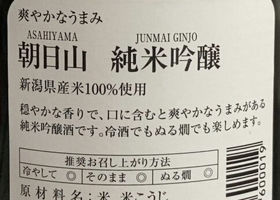 爽やかなうまみ
ASAHIYAMA JUNMAI GINJO
朝日山 純米吟醸
新潟県産米100%使用
穏やかな香りで、口に含むと爽やかなうまみがある
純米吟醸酒です。冷酒でもぬる燗でも楽しめます。
推奨お召し上がり方法
冷やして ○ そのまま ○ ぬる燗 ○
原材料名:米、米こうじ